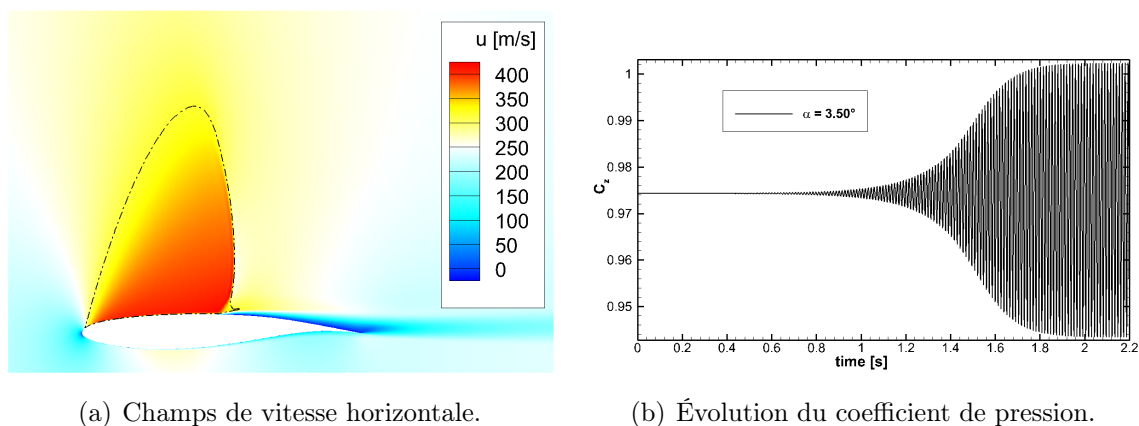 u [m/s]
400
350
300
250
200
150
100
50
0
(a) Champs de vitesse horizontale.
1
0.99
0.98
0.97
0.96
0.95
Cz
α = 3.50°
0 0.2 0.4 0.6 0.8 1 1.2 1.4 1.6 1.8 2 2.2
time [s]
(b) Évolution du coefficient de pression.